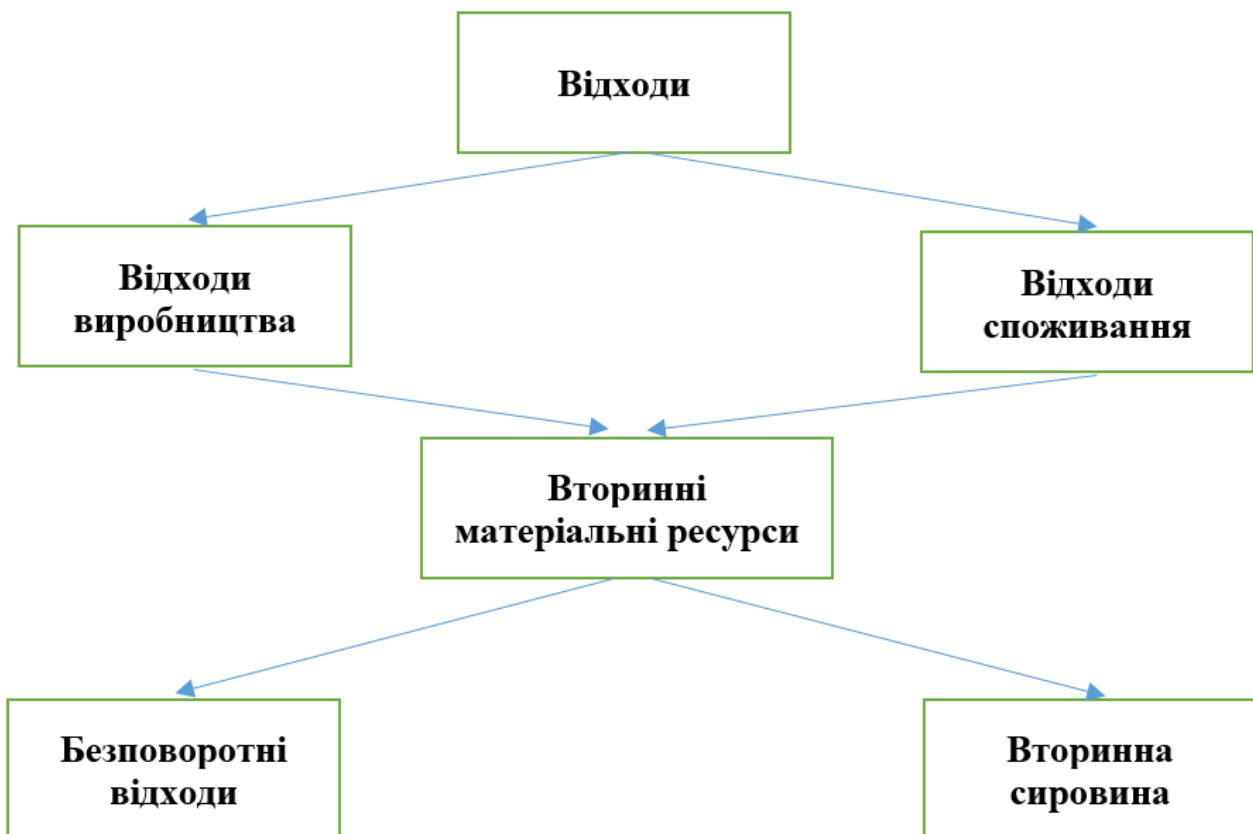 Відходи
Відходи
виробництва
Відходи
споживання
Вторинні
матеріальні ресурси
Безповоротні
відходи
Вторинна
сировина